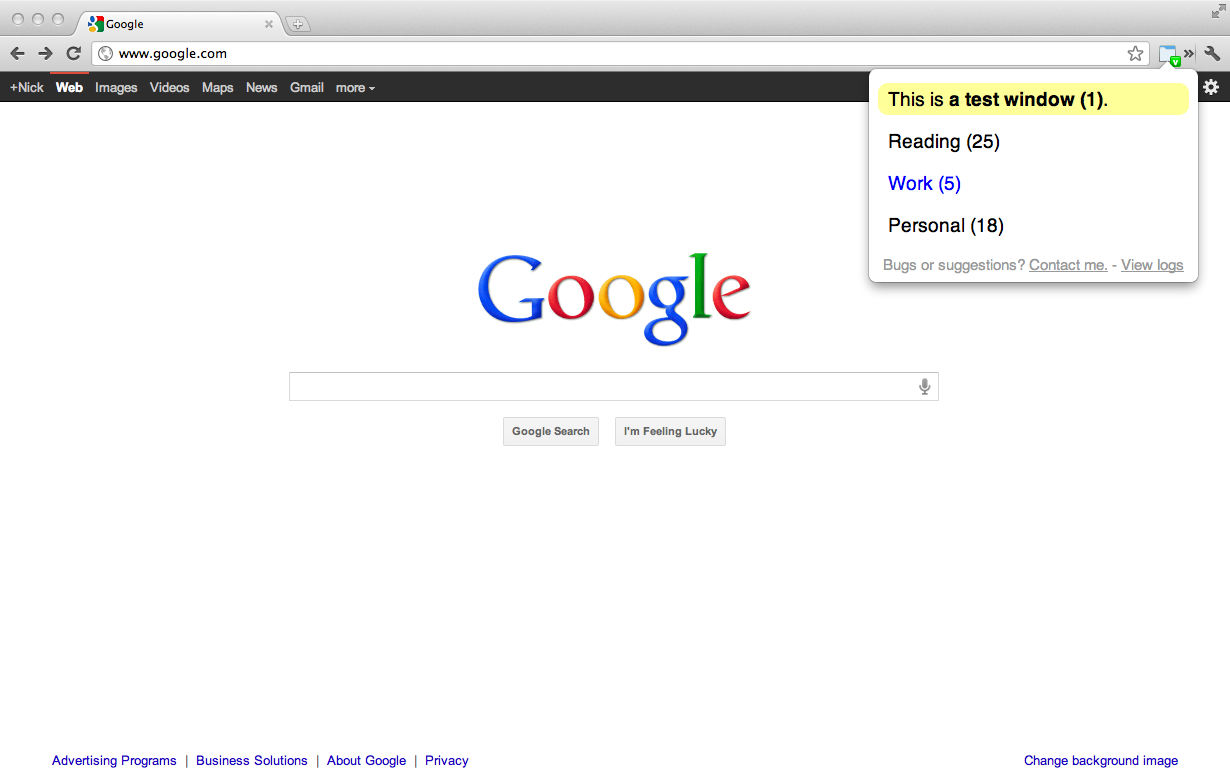 Google
www.google.com
+Nick Web Images Videos Maps News Gmail more
This is a test window (1).
Reading (25)
Work (5)
Personal (18)
Bugs or suggestions? Contact me. - View logs
Google
Google Search I'm Feeling Lucky
Advertising Programs | Business Solutions | About Google | Privacy Change background image